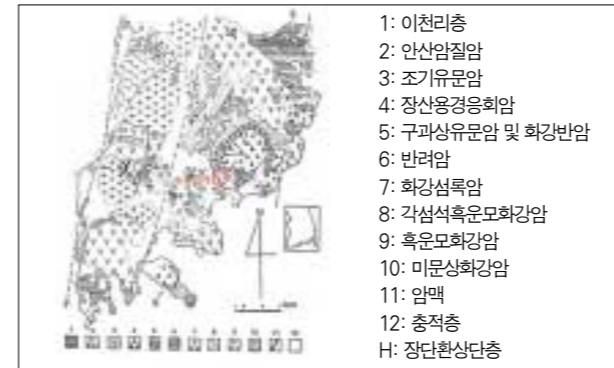 1: 이천리층
2: 안산암질암
3: 조기유문암
4: 장산용경응회암
5: 구과상유문암 및 화강반암
6: 반려암
7: 화강섬록암
8: 각섬석흑운모화강암
9: 흑운모화강암
10: 미문상화강암
11: 암맥
12: 충적층
H: 장단환상단층